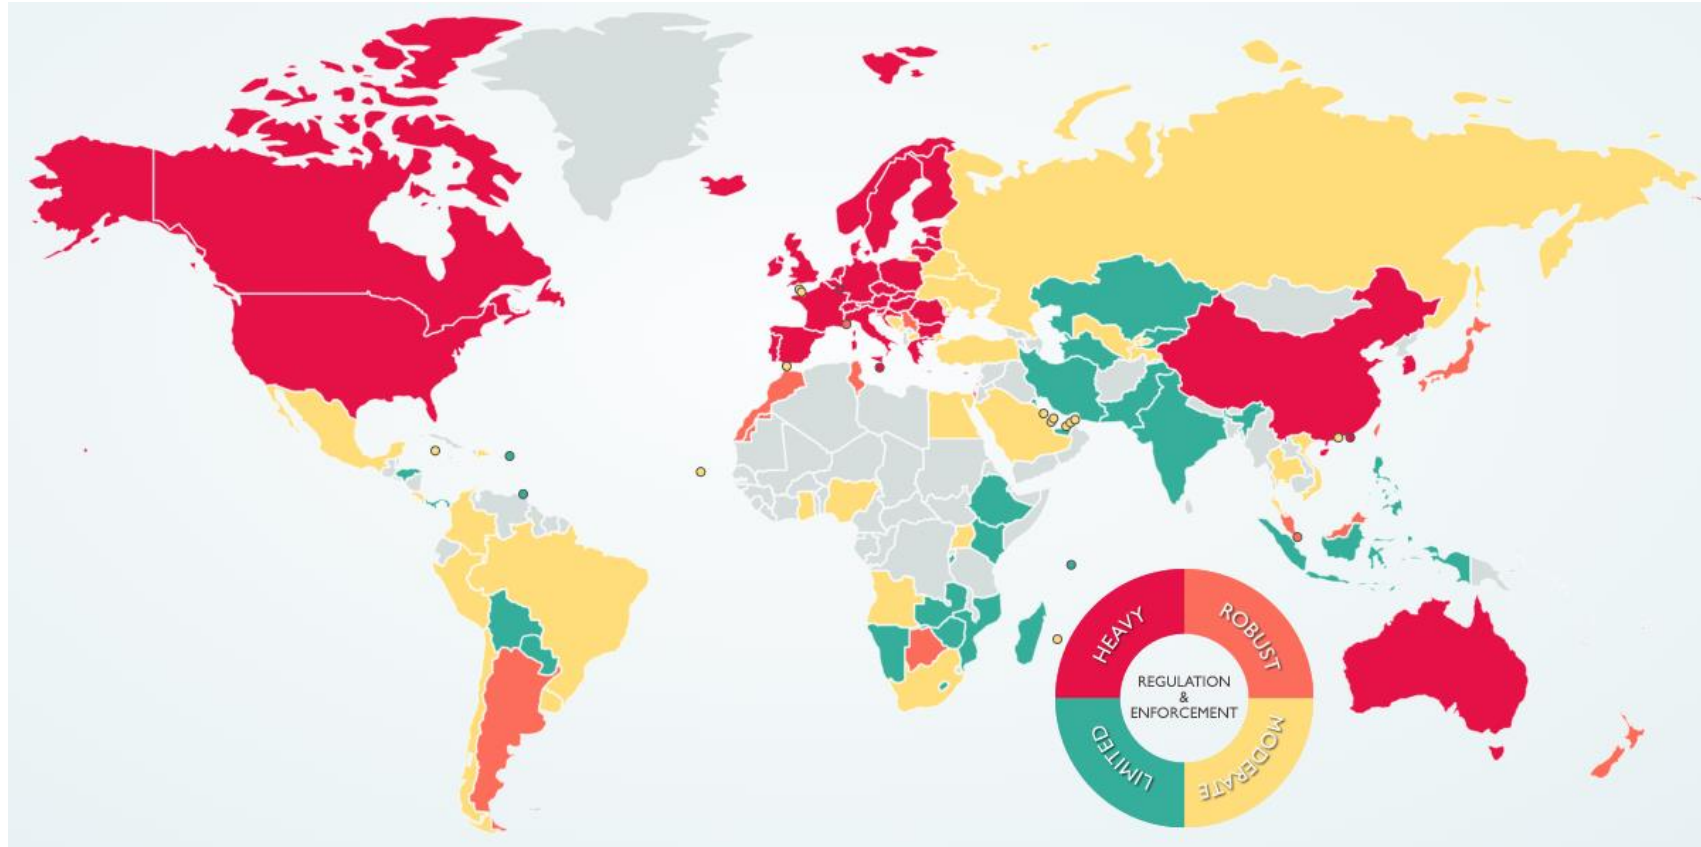 HEAVY
ROBUST
REGULATION
&
ENFORCEMENT
LIMITED
MODERATE